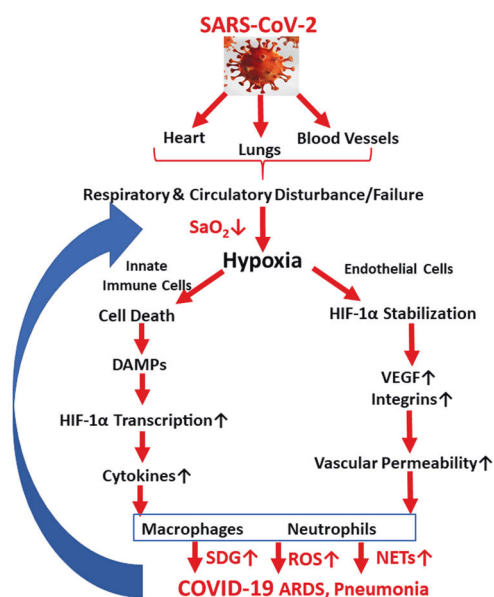 SARS-CoV-2
Heart
Lungs
Blood Vessels
Respiratory & Circulatory Disturbance/Failure
SaO₂↓
Hypoxia
Innate
Immune Cells
Endothelial Cells
Cell Death
HIF-1α Stabilization
DAMPs
VEGF↑
Integrins↑
HIF-1α Transcription↑
Cytokines↑
Vascular Permeability↑
Macrophages Neutrophils
SDG↑ ROS↑ NETs↑
COVID-19 ARDS, Pneumonia